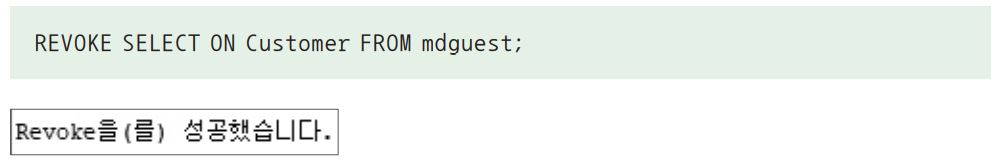 REVOKE SELECT ON Customer FROM mdguest;
Revoke을(를) 성공했습니다.